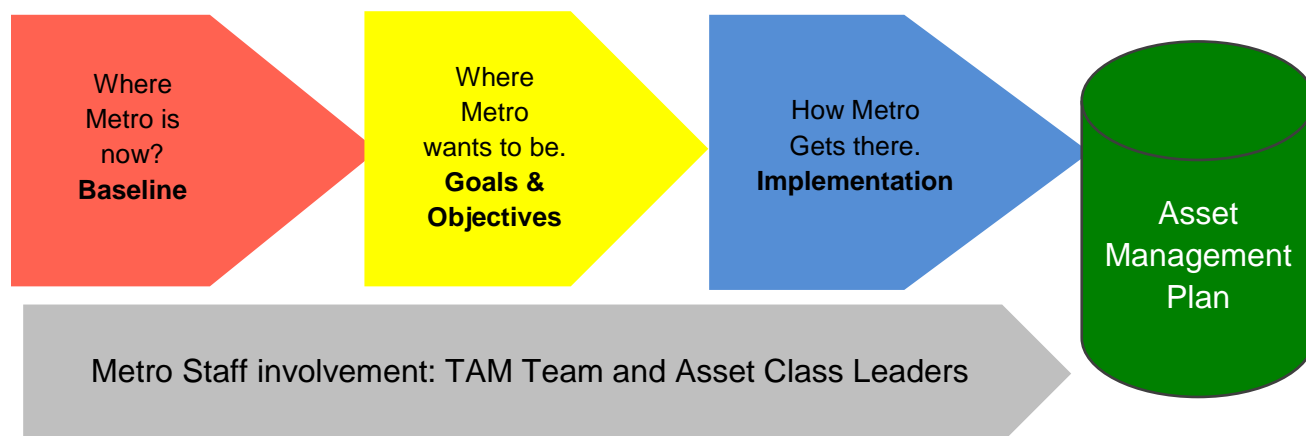 Where
Metro is
now?
Baseline
Where
Metro
wants to be.
Goals &
Objectives
How Metro
Gets there.
Implementation
Asset
Management
Plan
Metro Staff involvement: TAM Team and Asset Class Leaders